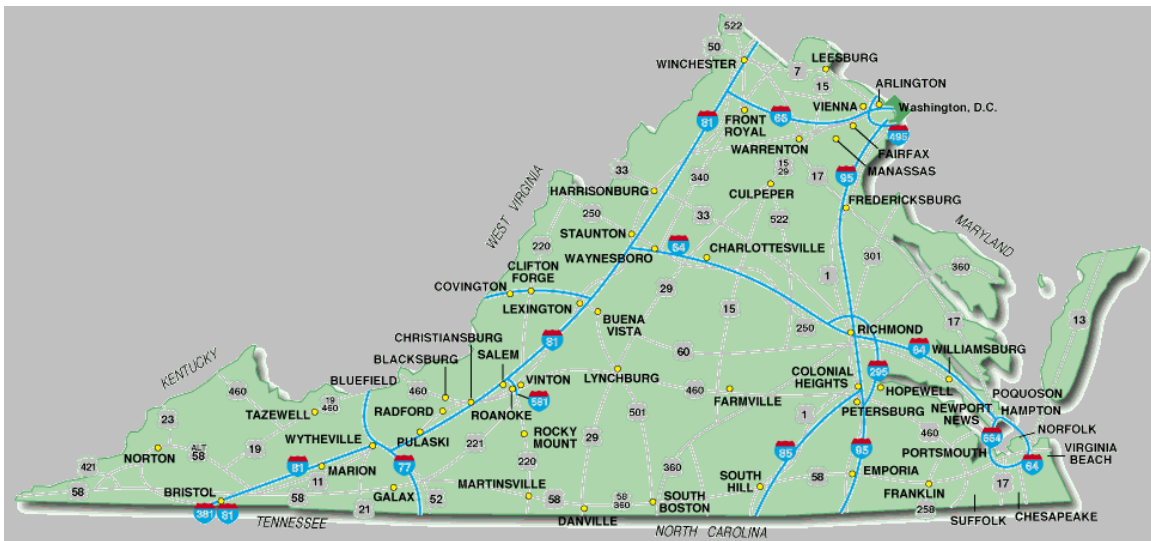 522
50
WINCHESTER
LEESBURG
7
15
ARLINGTON
VIENNA
Washington, D.C.
81
66
FRONT
ROYAL
495
WARRENTON
FAIRFAX
MANASSAS
15
29
33
340
17
95
HARRISONBURG
CULPEPER
FREDERICKSBURG
WEST VIRGINIA
MARYLAND
250
33
522
STAUNTON
220
WAYNESBORO
64
CHARLOTTESVILLE
1
301
360
CLIFTON
FORGE
COVINGTON
29
LEXINGTON
15
BUENA
VISTA
250
RICHMOND
17
13
CHRISTIANSBURG
81
64
WILLIAMSBURG
KENTUCKY
BLACKSBURG
SALEM
60
295
BLUEFIELD
VINTON
LYNCHBURG
COLONIAL
HEIGHTS
HOPEWELL
POQUOSON
460
19
460
460
RADFORD
ROANOKE
581
460
FARMVILLE
PETERSBURG
NEWPORT
NEWS
HAMPTON
TAZEWELL
23
501
1
NORFOLK
WYTHEVILLE
PULASKI
221
ROCKY
MOUNT
29
460
664
PORTSMOUTH
VIRGINIA
BEACH
NORTON
ALT
58
19
85
95
421
81
MARION
77
220
360
SOUTH
HILL
58
EMPORIA
64
11
MARTINSVILLE
58
BRISTOL
58
GALAX
52
58
58
360
SOUTH
BOSTON
FRANKLIN
17
381
81
21
DANVILLE
258
SUFFOLK
CHESAPEAKE
TENNESSEE
NORTH CAROLINA